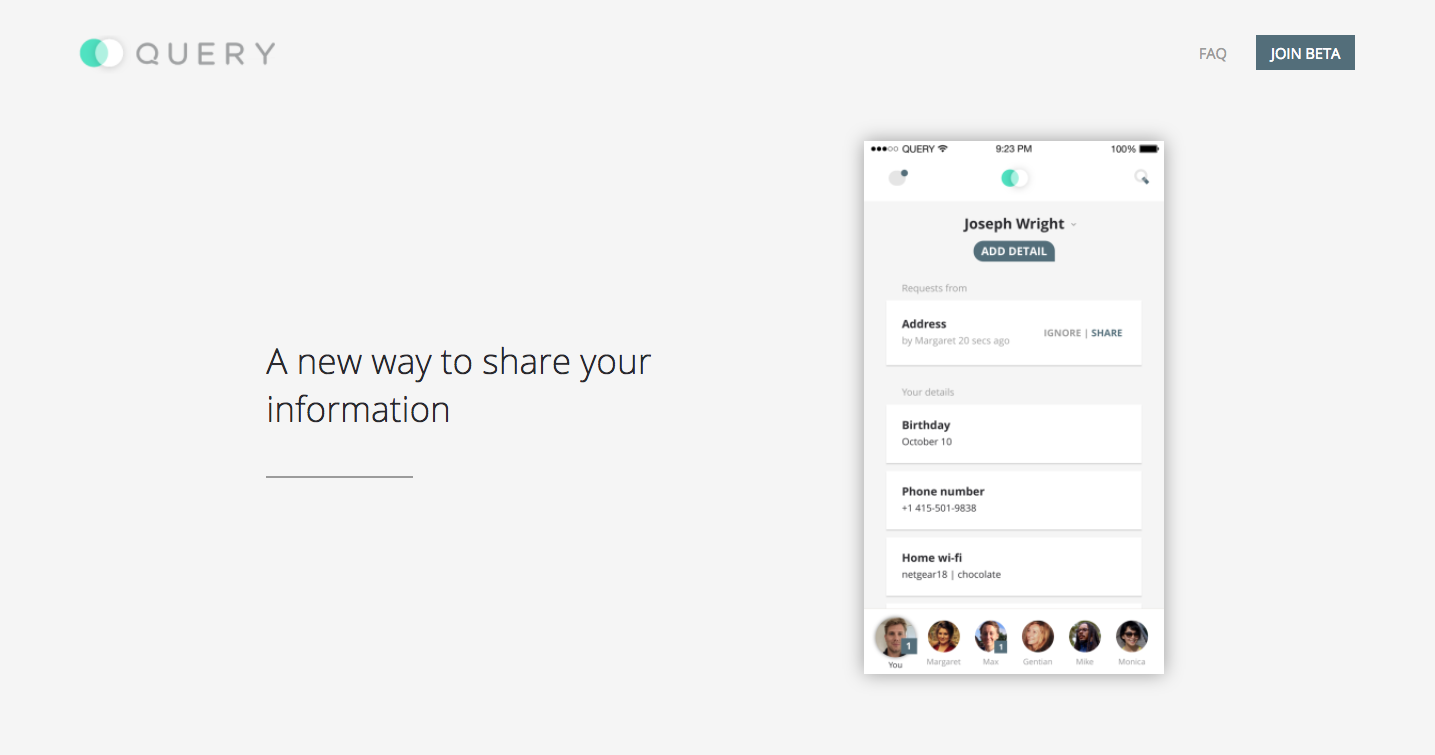 QUERY
FAQ
JOIN BETA
A new way to share your
information
QUERY
9:23 PM
100%
Joseph Wright
ADD DETAIL
Requests from
Address
by Margaret 20 secs ago
IGNORE | SHARE
Your details
Birthday
October 10
Phone number
+1 415-501-9838
Home wi-fi
netgear18 | chocolate
1
1
You
Margaret
Max
Gentian
Mike
Monica